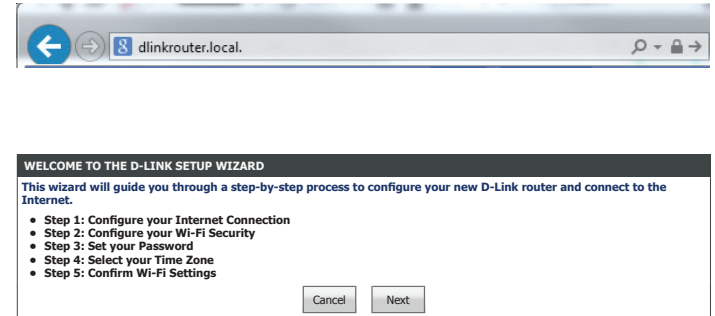 dlinkrouter.local.
WELCOME TO THE D-LINK SETUP WIZARD
This wizard will guide you through a step-by-step process to configure your new D-Link router and connect to the
Internet.
• Step 1: Configure your Internet Connection
• Step 2: Configure your Wi-Fi Security
• Step 3: Set your Password
• Step 4: Select your Time Zone
• Step 5: Confirm Wi-Fi Settings
Cancel Next